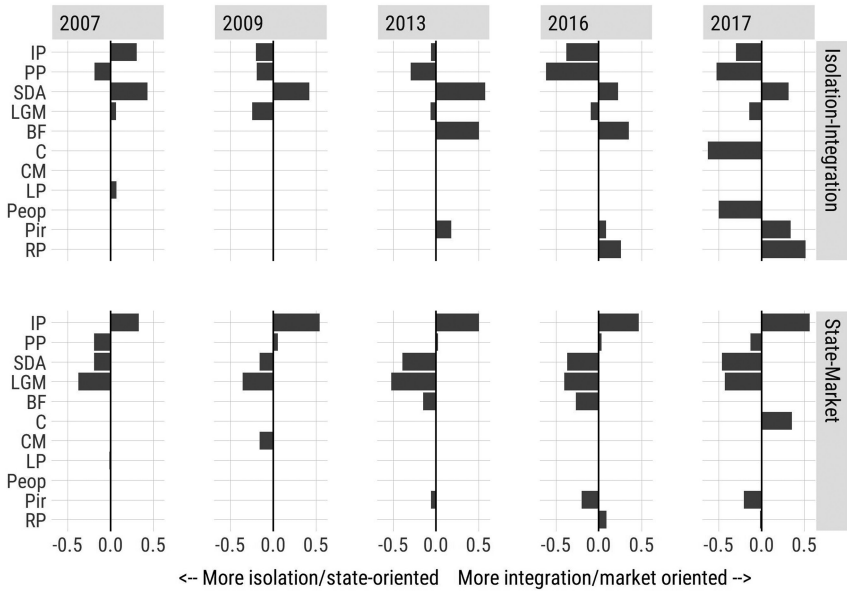 2007 2009 2013 2016 2017
IP
PP
SDA
LGM
BF
C
CM
LP
Peop
Pir
RP
Isolation-Integration
IP
PP
SDA
LGM
BF
C
CM
LP
Peop
Pir
RP
State-Market
-0.5 0.0 0.5 -0.5 0.0 0.5 -0.5 0.0 0.5 -0.5 0.0 0.5 -0.5 0.0 0.5
<-- More isolation/state-oriented More integration/market oriented -->